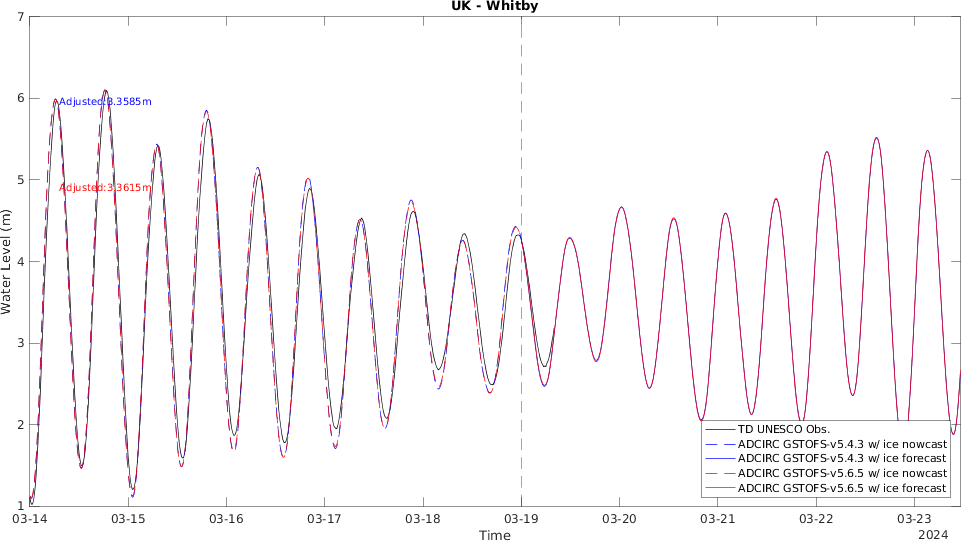 UK - Whitby
7
6
5
4
3
2
1
Water Level (m)
Adjusted:3.3585m
Adjusted:3.3615m
TD UNESCO Obs.
ADCIRC GSTOFS-v5.4.3 w/ ice nowcast
ADCIRC GSTOFS-v5.4.3 w/ ice forecast
ADCIRC GSTOFS-v5.6.5 w/ ice nowcast
ADCIRC GSTOFS-v5.6.5 w/ ice forecast
03-14 03-15 03-16 03-17 03-18 03-19 03-20 03-21 03-22 03-23
Time
2024